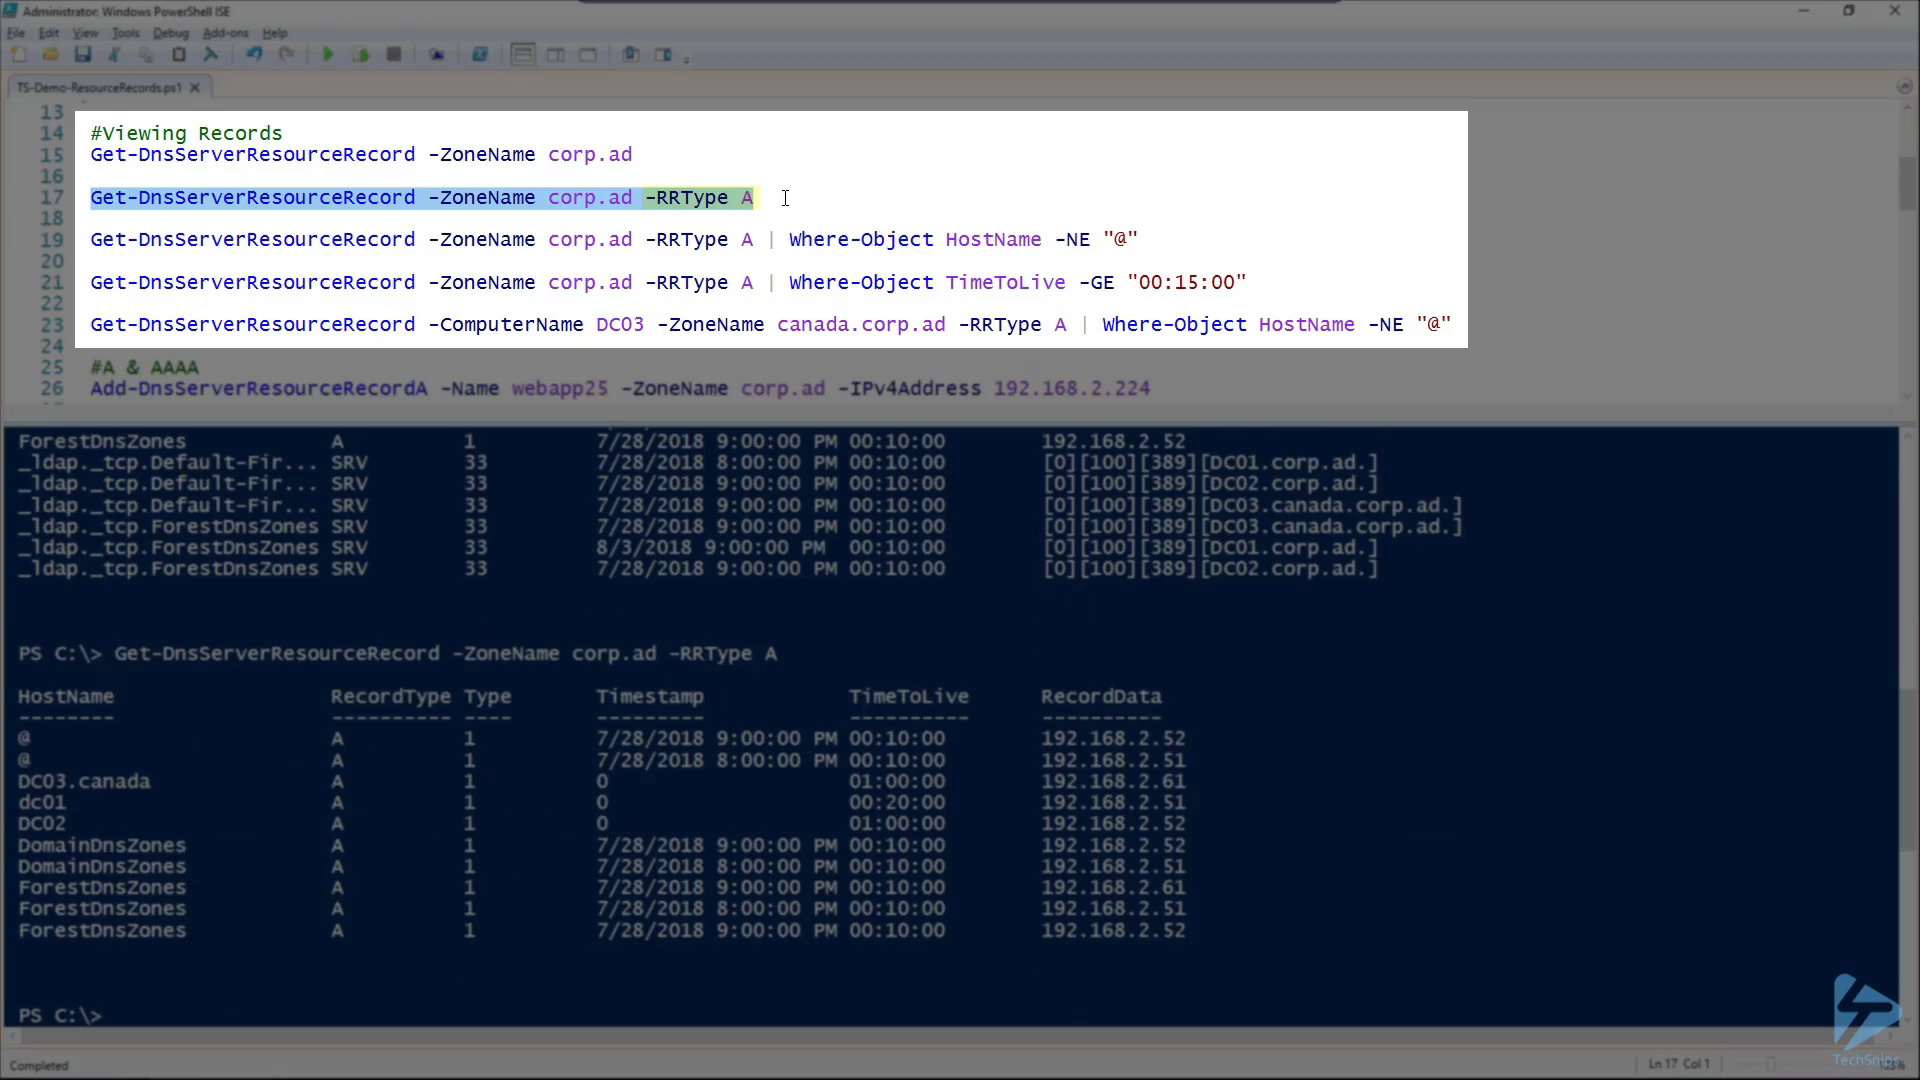 Administrator: Windows PowerShell ISE
File Edit View Tools Debug Add-ons Help
TS-Demo-ResourceRecords.ps1
13
14 #Viewing Records
15 Get-DnsServerResourceRecord -ZoneName corp.ad
16
17 Get-DnsServerResourceRecord -ZoneName corp.ad -RRType A
18
19 Get-DnsServerResourceRecord -ZoneName corp.ad -RRType A | Where-Object HostName -NE "@"
20
21 Get-DnsServerResourceRecord -ZoneName corp.ad -RRType A | Where-Object TimeToLive -GE "00:15:00"
22
23 Get-DnsServerResourceRecord -ComputerName DC03 -ZoneName canada.corp.ad -RRType A | Where-Object HostName -NE "@"
24
25 #A & AAAA
26 Add-DnsServerResourceRecordA -Name webapp25 -ZoneName corp.ad -IPv4Address 192.168.2.224
ForestDnsZones A 1 7/28/2018 9:00:00 PM 00:10:00 192.168.2.52
_ldap._tcp.Default-Fir... SRV 33 7/28/2018 8:00:00 PM 00:10:00 [0][100][389][DC01.corp.ad.]
_ldap._tcp.Default-Fir... SRV 33 7/28/2018 9:00:00 PM 00:10:00 [0][100][389][DC02.corp.ad.]
_ldap._tcp.Default-Fir... SRV 33 7/28/2018 9:00:00 PM 00:10:00 [0][100][389][DC03.canada.corp.ad.]
_ldap._tcp.ForestDnsZones SRV 33 7/28/2018 9:00:00 PM 00:10:00 [0][100][389][DC03.canada.corp.ad.]
_ldap._tcp.ForestDnsZones SRV 33 8/3/2018 9:00:00 PM 00:10:00 [0][100][389][DC01.corp.ad.]
_ldap._tcp.ForestDnsZones SRV 33 7/28/2018 9:00:00 PM 00:10:00 [0][100][389][DC02.corp.ad.]
PS C:\> Get-DnsServerResourceRecord -ZoneName corp.ad -RRType A
HostName RecordType Type Timestamp TimeToLive RecordData
-------- ---------- ---- --------- ---------- ----------
@ A 1 7/28/2018 9:00:00 PM 00:10:00 192.168.2.52
@ A 1 7/28/2018 8:00:00 PM 00:10:00 192.168.2.51
DC03.canada A 1 0 01:00:00 192.168.2.61
dc01 A 1 0 00:20:00 192.168.2.51
DC02 A 1 0 01:00:00 192.168.2.52
DomainDnsZones A 1 7/28/2018 9:00:00 PM 00:10:00 192.168.2.52
DomainDnsZones A 1 7/28/2018 8:00:00 PM 00:10:00 192.168.2.51
ForestDnsZones A 1 7/28/2018 9:00:00 PM 00:10:00 192.168.2.61
ForestDnsZones A 1 7/28/2018 8:00:00 PM 00:10:00 192.168.2.51
ForestDnsZones A 1 7/28/2018 9:00:00 PM 00:10:00 192.168.2.52
PS C:\>
Completed Ln 17 Col 1
TechSnips